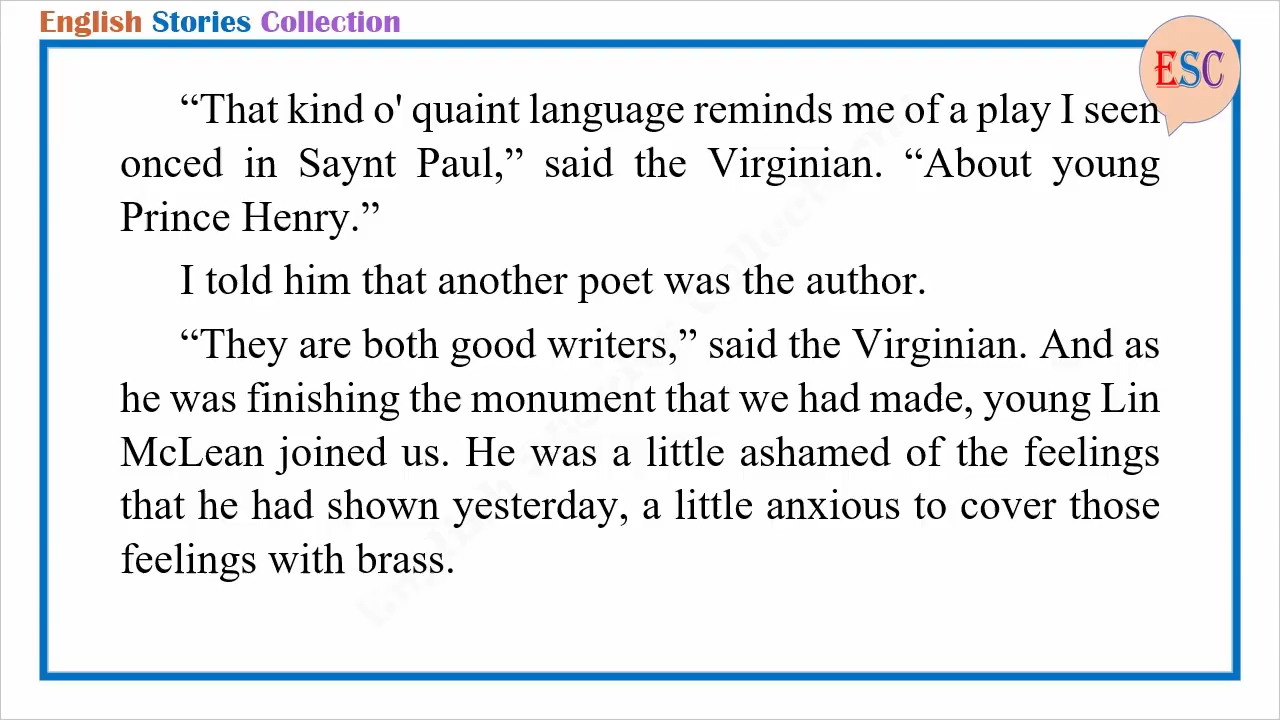 English Stories Collection
ESC
“That kind o' quaint language reminds me of a play I seen
onced in Saynt Paul,” said the Virginian. “About young
Prince Henry.”
I told him that another poet was the author.
“They are both good writers,” said the Virginian. And as
he was finishing the monument that we had made, young Lin
McLean joined us. He was a little ashamed of the feelings
that he had shown yesterday, a little anxious to cover those
feelings with brass.